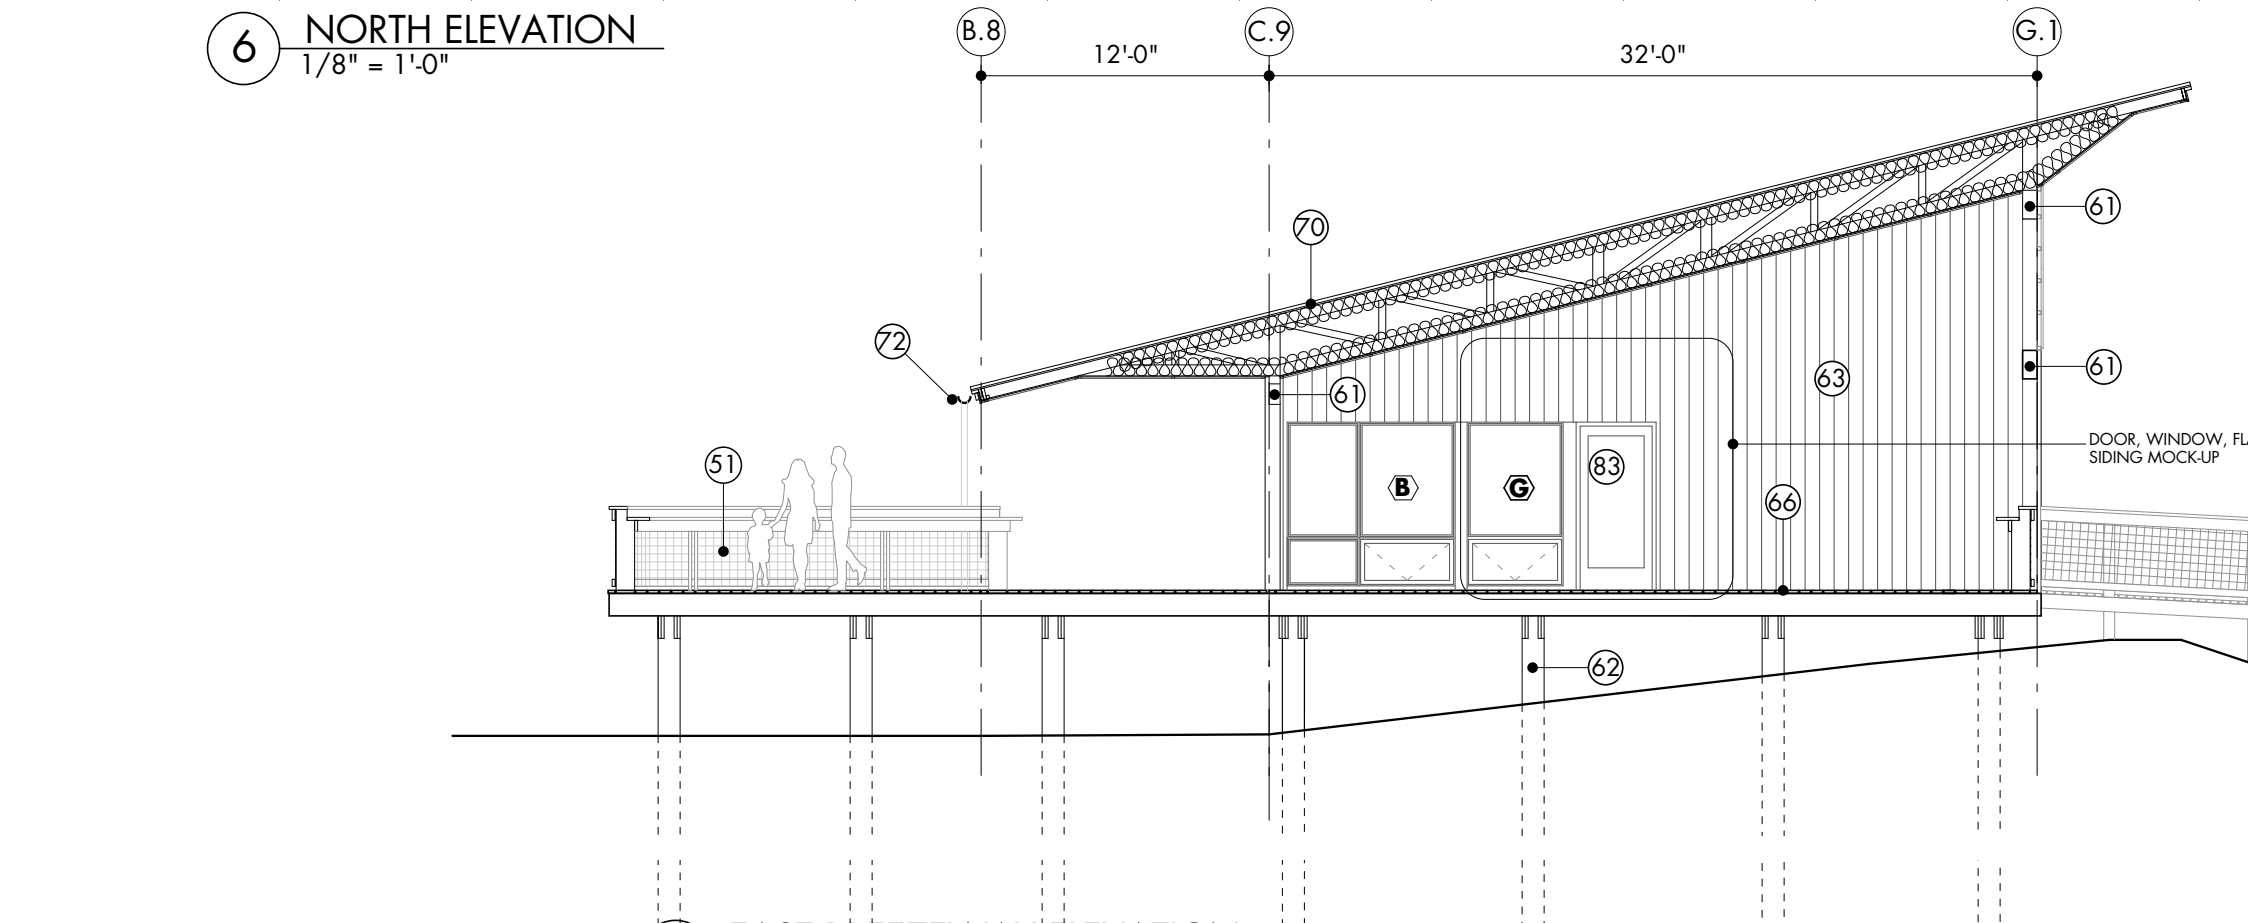 6 NORTH ELEVATION
1/8" = 1'-0"
B.8 C.9 G.1
12'-0" 32'-0"
61
70
72
61
61
63
DOOR, WINDOW,
SIDING MOCK-UP
51
83
B
G
66
62